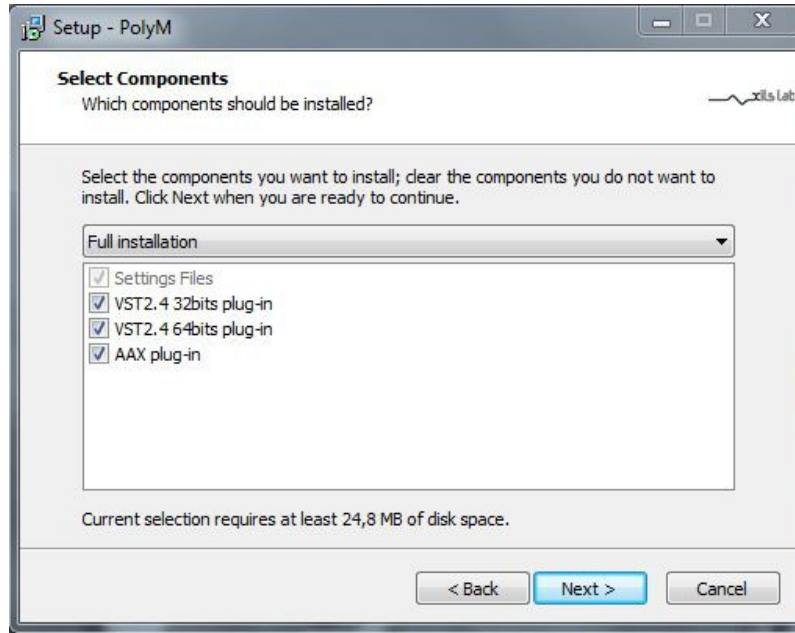 Setup - PolyM
Select Components
Which components should be installed?
xils Lab
Select the components you want to install; clear the components you do not want to
install. Click Next when you are ready to continue.
Full installation
Settings Files
VST2.4 32bits plug-in
VST2.4 64bits plug-in
AAX plug-in
Current selection requires at least 24,8 MB of disk space.
< Back
Next >
Cancel